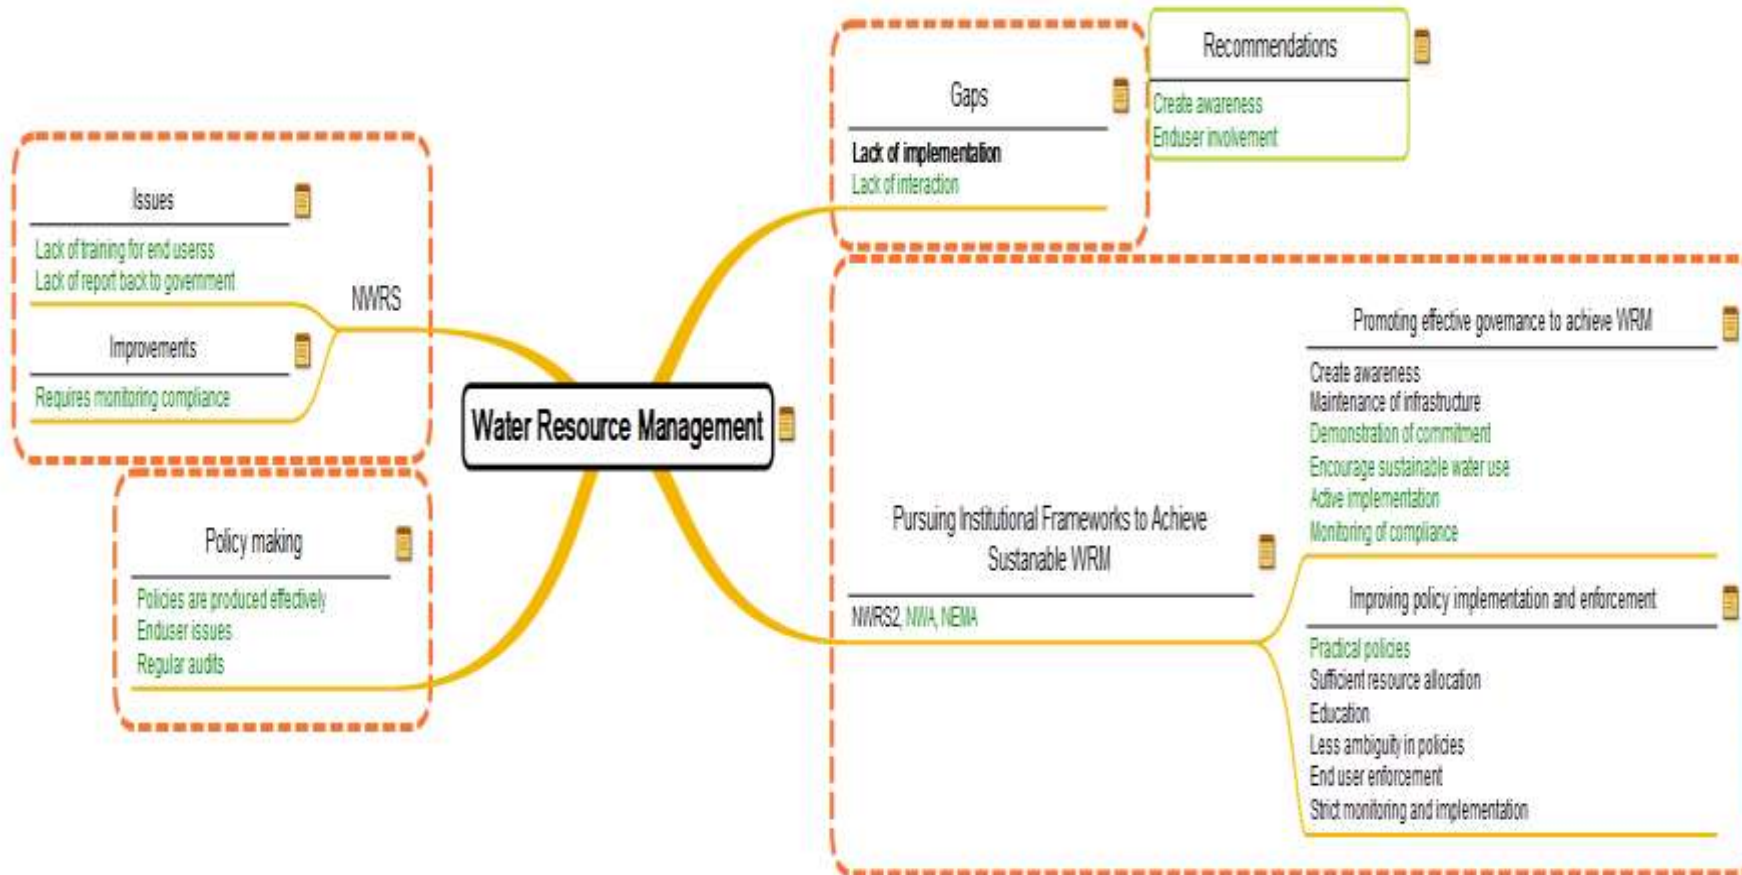 Issues
Lack of training for end userss
Lack of report back to government
NWRS
Improvements
Requires monitoring compliance
Policy making
Policies are produced effectively
Enduser issues
Regular audits
Water Resource Management
Gaps
Lack of implementation
Lack of interaction
Recommendations
Create awareness
Enduser involvement
Pursuing Institutional Frameworks to Achieve
Sustanable WRM
NWRS2, NWA, NEMA
Promoting effective governance to achieve WRM
Create awareness
Maintenance of infrastructure
Demonstration of commitment
Encourage sustainable water use
Active implementation
Monitoring of compliance
Improving policy implementation and enforcement
Practical policies
Sufficient resource allocation
Education
Less ambiguity in policies
End user enforcement
Strict monitoring and implementation